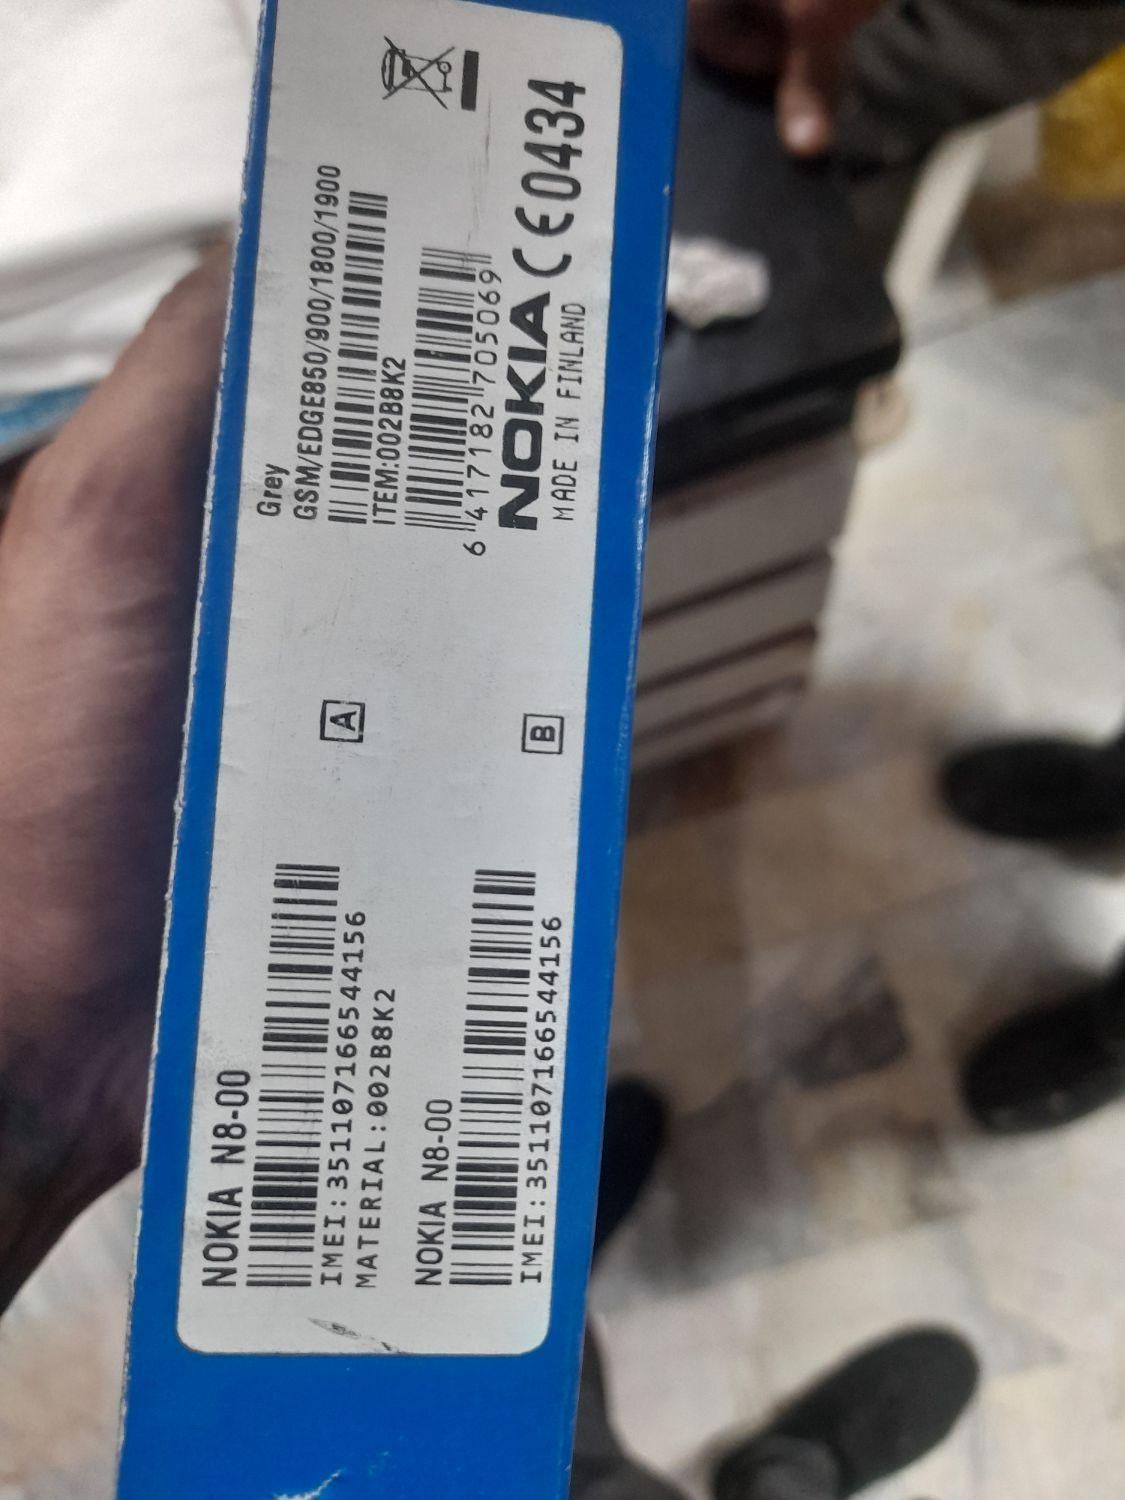 NOKIA N8-00
IMEI:351107166544156
MATERIAL:002B8K2
NOKIA N8-00
IMEI:351107166544156
A
B
Grey
GSM/EDGE850/900/1800/1900
ITEM:002B8K2
6 417182 705069
NOKIA CE0434
MADE IN FINLAND